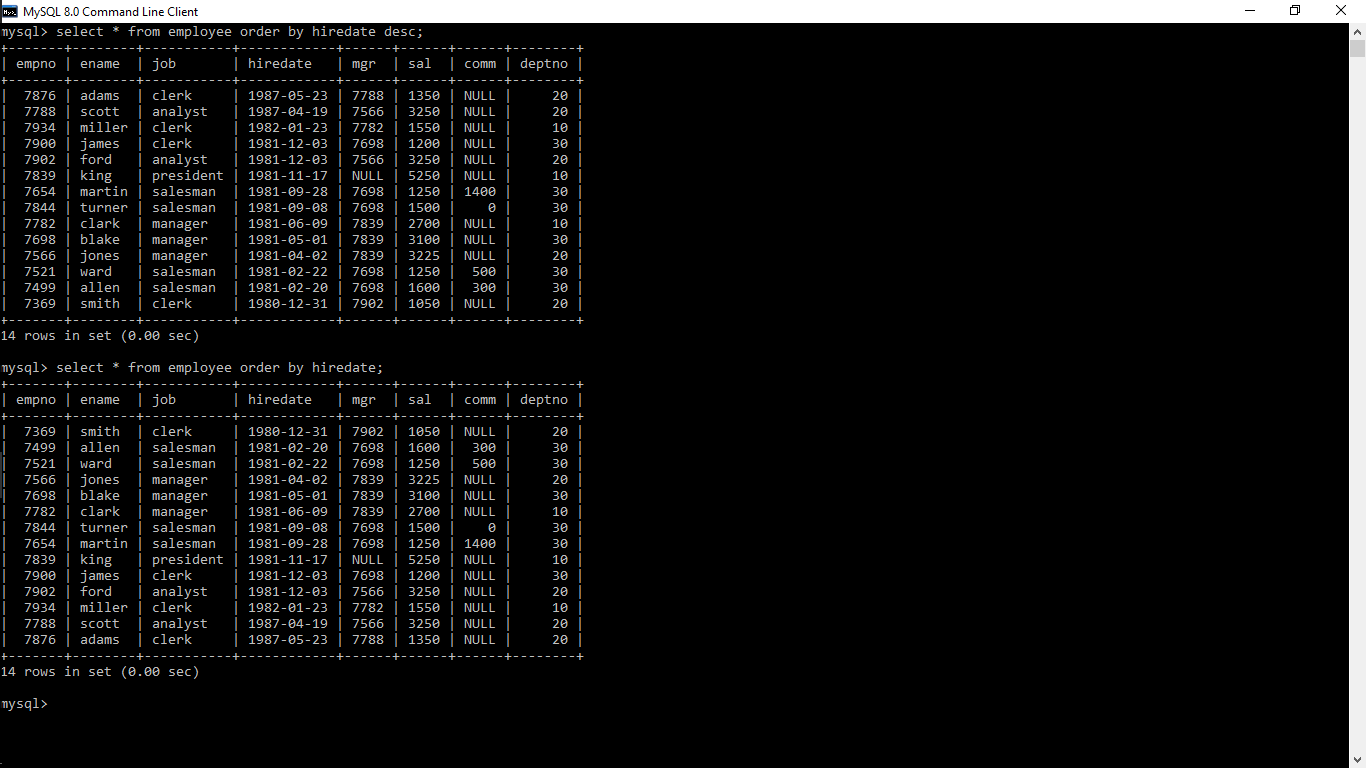 MySQL 8.0 Command Line Client
mysql> select * from employee order by hiredate desc;
+-------+--------+-----------+------------+------+------+------+--------+
| empno | ename  | job       | hiredate   | mgr  | sal  | comm | deptno |
+-------+--------+-----------+------------+------+------+------+--------+
|  7876 | adams  | clerk     | 1987-05-23 | 7788 | 1350 | NULL |     20 |
|  7788 | scott  | analyst   | 1987-04-19 | 7566 | 3250 | NULL |     20 |
|  7934 | miller | clerk     | 1982-01-23 | 7782 | 1550 | NULL |     10 |
|  7900 | james  | clerk     | 1981-12-03 | 7698 | 1200 | NULL |     30 |
|  7902 | ford   | analyst   | 1981-12-03 | 7566 | 3250 | NULL |     20 |
|  7839 | king   | president | 1981-11-17 | NULL | 5250 | NULL |     10 |
|  7654 | martin | salesman  | 1981-09-28 | 7698 | 1250 | 1400 |     30 |
|  7844 | turner | salesman  | 1981-09-08 | 7698 | 1500 |    0 |     30 |
|  7782 | clark  | manager   | 1981-06-09 | 7839 | 2700 | NULL |     10 |
|  7698 | blake  | manager   | 1981-05-01 | 7839 | 3100 | NULL |     30 |
|  7566 | jones  | manager   | 1981-04-02 | 7839 | 3225 | NULL |     20 |
|  7521 | ward   | salesman  | 1981-02-22 | 7698 | 1250 |  500 |     30 |
|  7499 | allen  | salesman  | 1981-02-20 | 7698 | 1600 |  300 |     30 |
|  7369 | smith  | clerk     | 1980-12-31 | 7902 | 1050 | NULL |     20 |
+-------+--------+-----------+------------+------+------+------+--------+
14 rows in set (0.00 sec)
mysql> select * from employee order by hiredate;
+-------+--------+-----------+------------+------+------+------+--------+
| empno | ename  | job       | hiredate   | mgr  | sal  | comm | deptno |
+-------+--------+-----------+------------+------+------+------+--------+
|  7369 | smith  | clerk     | 1980-12-31 | 7902 | 1050 | NULL |     20 |
|  7499 | allen  | salesman  | 1981-02-20 | 7698 | 1600 |  300 |     30 |
|  7521 | ward   | salesman  | 1981-02-22 | 7698 | 1250 |  500 |     30 |
|  7566 | jones  | manager   | 1981-04-02 | 7839 | 3225 | NULL |     20 |
|  7698 | blake  | manager   | 1981-05-01 | 7839 | 3100 | NULL |     30 |
|  7782 | clark  | manager   | 1981-06-09 | 7839 | 2700 | NULL |     10 |
|  7844 | turner | salesman  | 1981-09-08 | 7698 | 1500 |    0 |     30 |
|  7654 | martin | salesman  | 1981-09-28 | 7698 | 1250 | 1400 |     30 |
|  7839 | king   | president | 1981-11-17 | NULL | 5250 | NULL |     10 |
|  7900 | james  | clerk     | 1981-12-03 | 7698 | 1200 | NULL |     30 |
|  7902 | ford   | analyst   | 1981-12-03 | 7566 | 3250 | NULL |     20 |
|  7934 | miller | clerk     | 1982-01-23 | 7782 | 1550 | NULL |     10 |
|  7788 | scott  | analyst   | 1987-04-19 | 7566 | 3250 | NULL |     20 |
|  7876 | adams  | clerk     | 1987-05-23 | 7788 | 1350 | NULL |     20 |
+-------+--------+-----------+------------+------+------+------+--------+
14 rows in set (0.00 sec)
mysql>